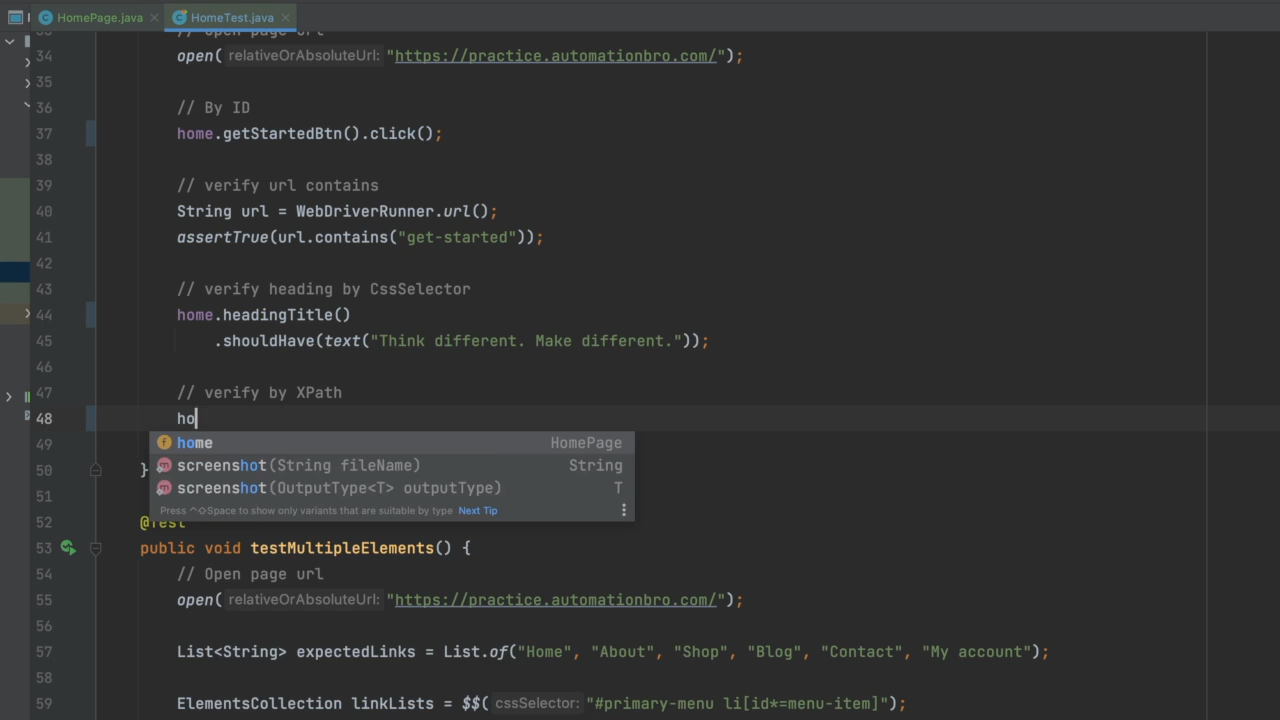 HomePage.java
HomeTest.java
// open page url
34 open( relativeOrAbsoluteUrl: "https://practice.automationbro.com/");
35
36 // By ID
37 home.getStartedBtn().click();
38
39 // verify url contains
40 String url = WebDriverRunner.url();
41 assertTrue(url.contains("get-started"));
42
43 // verify heading by CssSelector
44 home.headingTitle()
45 .shouldHave(text("Think different. Make different."));
46
47 // verify by XPath
48 ho
49
home HomePage
screenshot(String fileName) String
50 }
screenshot(OutputType<T> outputType) T
51
Press ^⇧Space to show only variants that are suitable by type Next Tip
52 @Test
53 public void testMultipleElements() {
54 // Open page url
55 open( relativeOrAbsoluteUrl: "https://practice.automationbro.com/");
56
57 List<String> expectedLinks = List.of("Home", "About", "Shop", "Blog", "Contact", "My account");
58
59 ElementsCollection linkLists = $$( cssSelector: "#primary-menu li[id*=menu-item]");